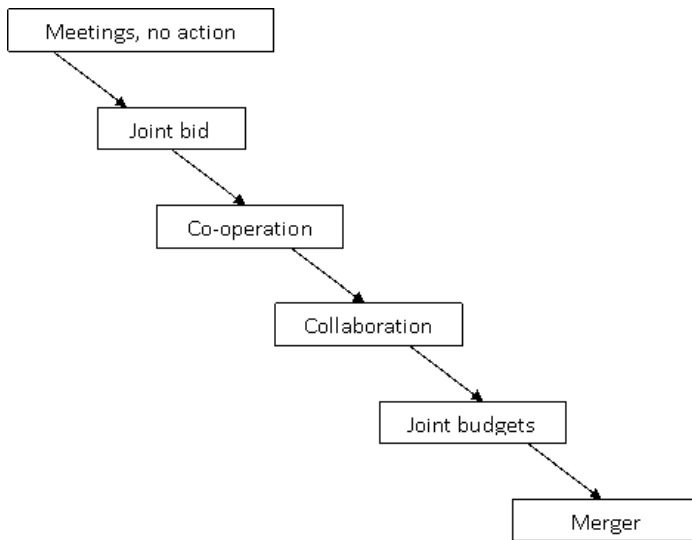 Meetings, no action
Joint bid
Co-operation
Collaboration
Joint budgets
Merger